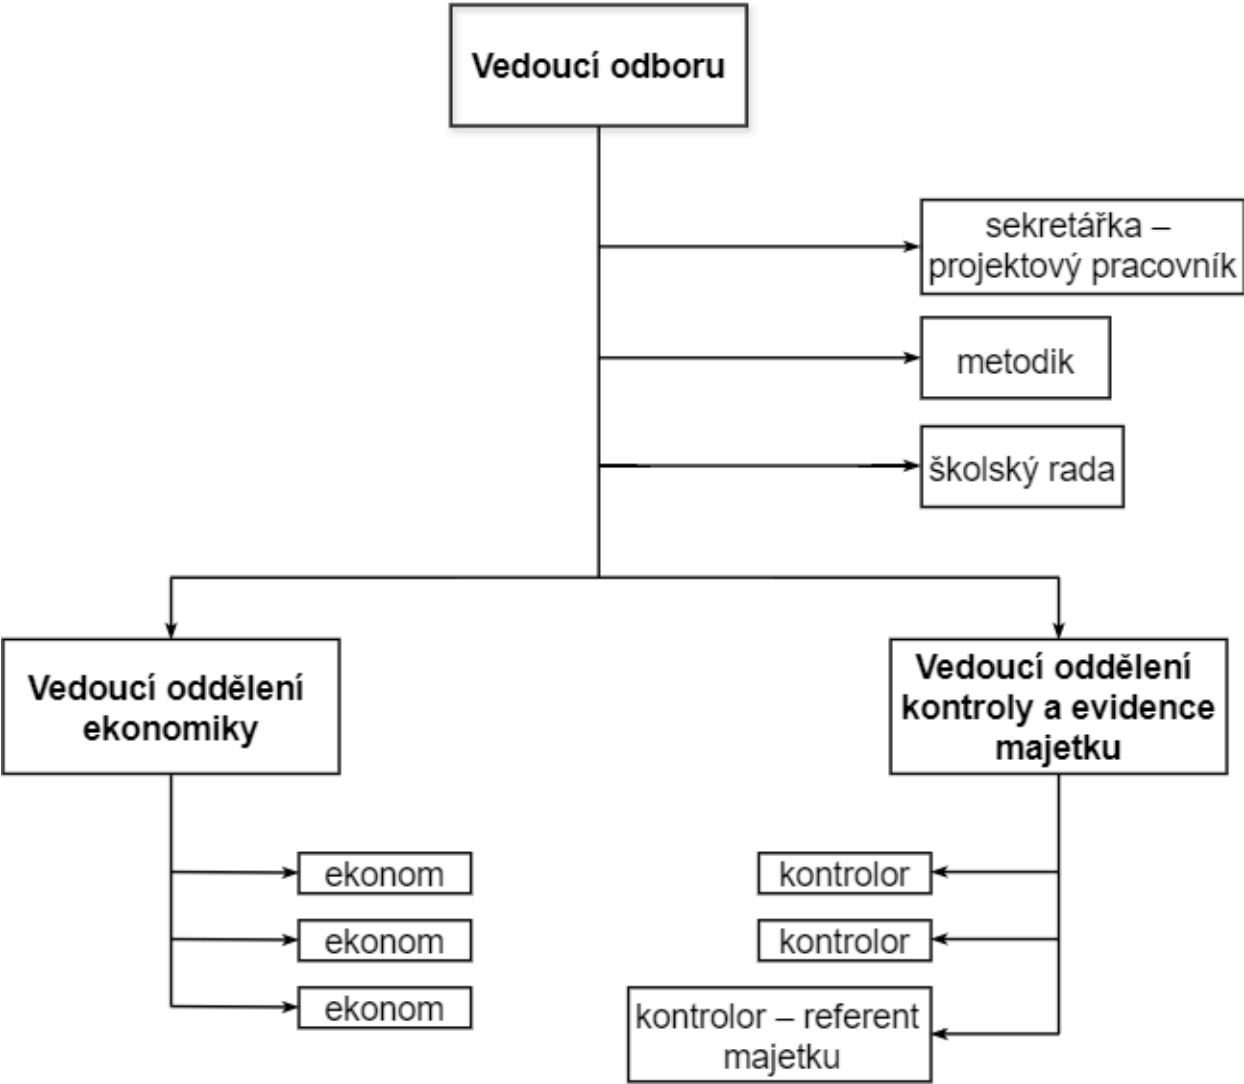 Vedoucí odboru
sekretářka –
projektový pracovník
metodik
školský rada
Vedoucí oddělení
ekonomiky
Vedoucí oddělení
kontroly a evidence
majetku
ekonom
ekonom
ekonom
kontrolor
kontrolor
kontrolor – referent
majetku